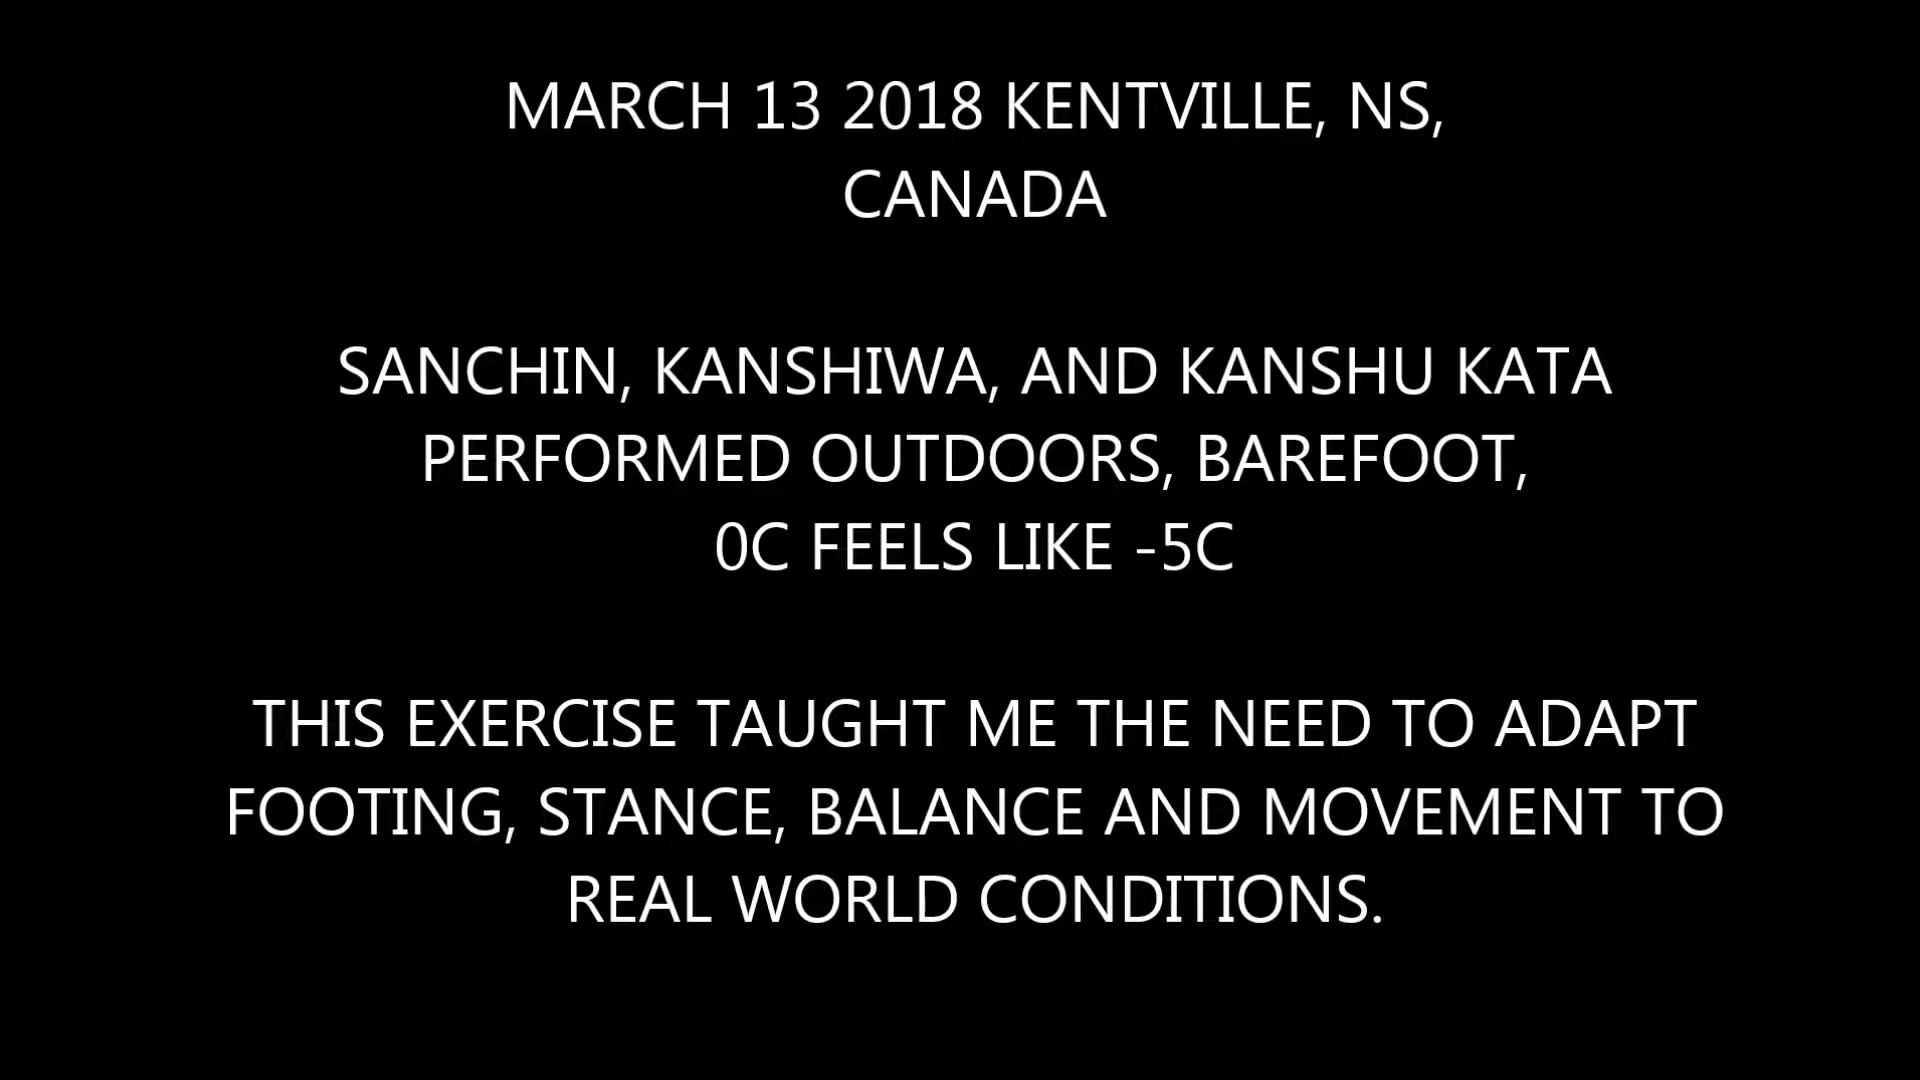 MARCH 13 2018 KENTVILLE, NS,
CANADA
SANCHIN, KANSHIWA, AND KANSHU KATA
PERFORMED OUTDOORS, BAREFOOT,
0C FEELS LIKE -5C
THIS EXERCISE TAUGHT ME THE NEED TO ADAPT
FOOTING, STANCE, BALANCE AND MOVEMENT TO
REAL WORLD CONDITIONS.